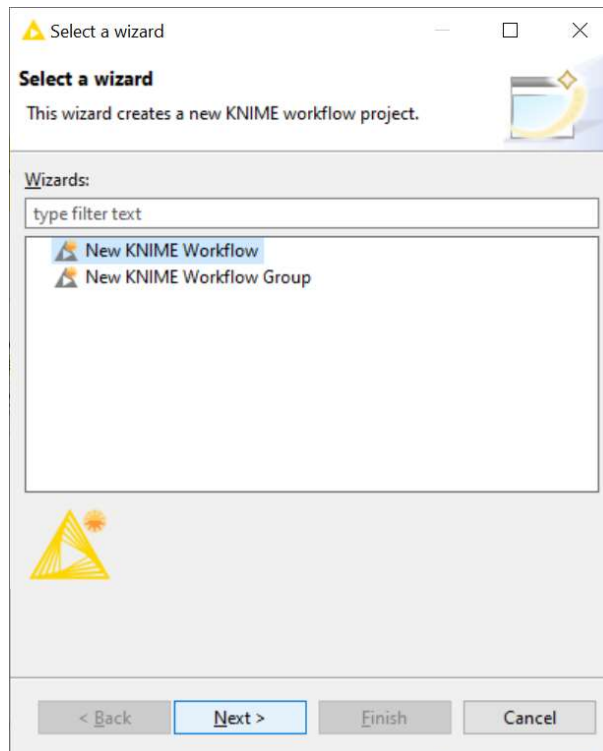 Select a wizard
Select a wizard
This wizard creates a new KNIME workflow project.
Wizards:
type filter text
New KNIME Workflow
New KNIME Workflow Group
< Back Next > Finish Cancel